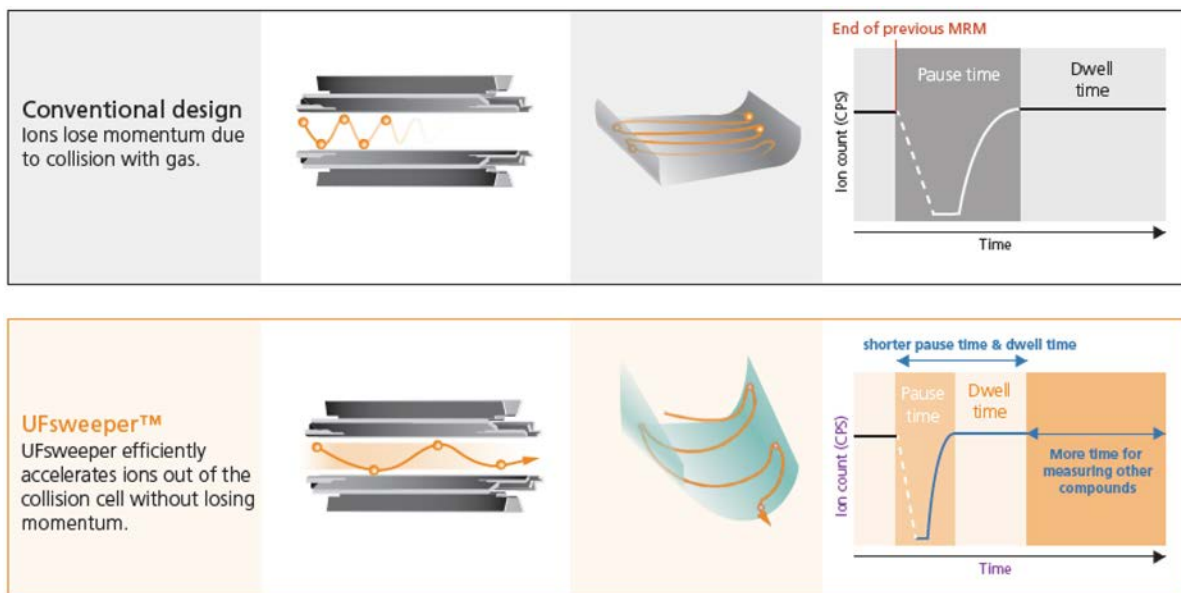 Conventional design
Ions lose momentum due
to collision with gas.
End of previous MRM
Pause time
Dwell
time
Ion count (CPS)
Time
UFsweeper™
UFsweeper efficiently
accelerates ions out of the
collision cell without losing
momentum.
shorter pause time & dwell time
Pause
time
Dwell
time
More time for
measuring other
compounds
Ion count (CPS)
Time